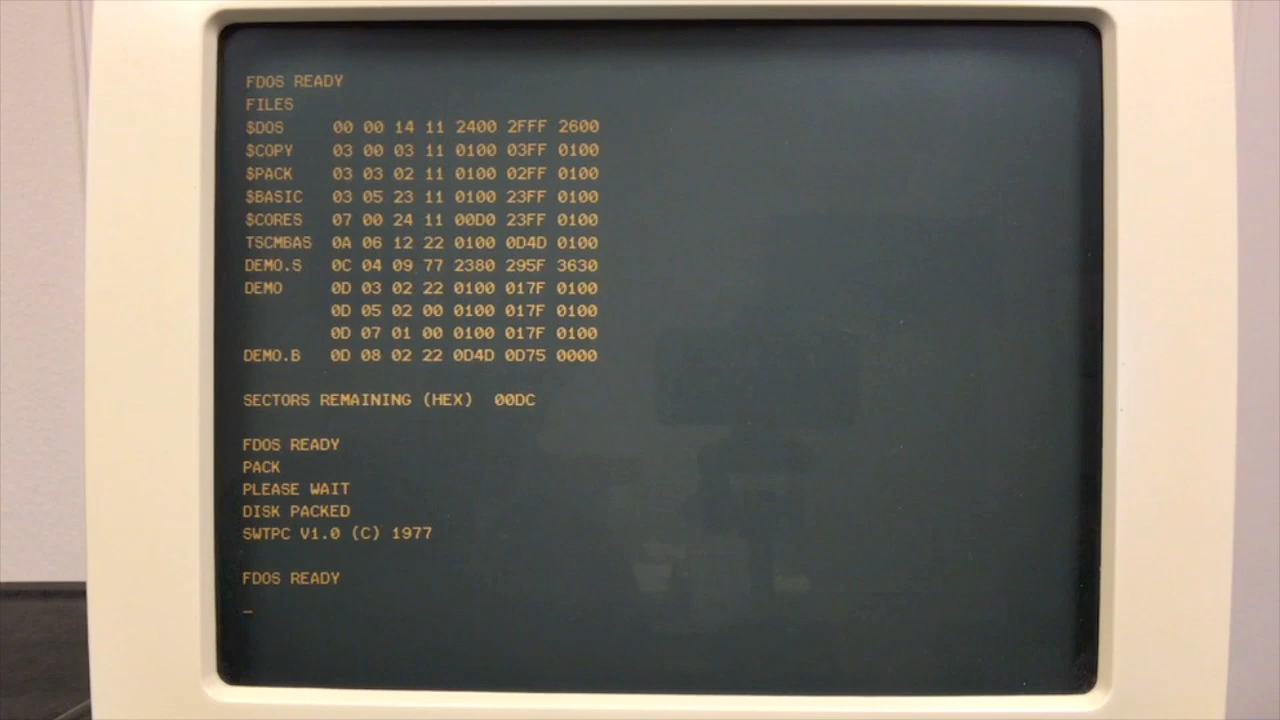 FDOS READY
FILES
$DOS 00 00 14 11 2400 2FFF 2600
$COPY 03 00 03 11 0100 03FF 0100
$PACK 03 03 02 11 0100 02FF 0100
$BASIC 03 05 23 11 0100 23FF 0100
$CORES 07 00 24 11 00D0 23FF 0100
TSCMBAS 0A 06 12 22 0100 0D4D 0100
DEMO.S 0C 04 09 77 2380 295F 3630
DEMO 0D 03 02 22 0100 017F 0100
0D 05 02 00 0100 017F 0100
0D 07 01 00 0100 017F 0100
DEMO.B 0D 08 02 22 0D4D 0D75 0000
SECTORS REMAINING (HEX) 00DC
FDOS READY
PACK
PLEASE WAIT
DISK PACKED
SWTPC V1.0 (C) 1977
FDOS READY
_